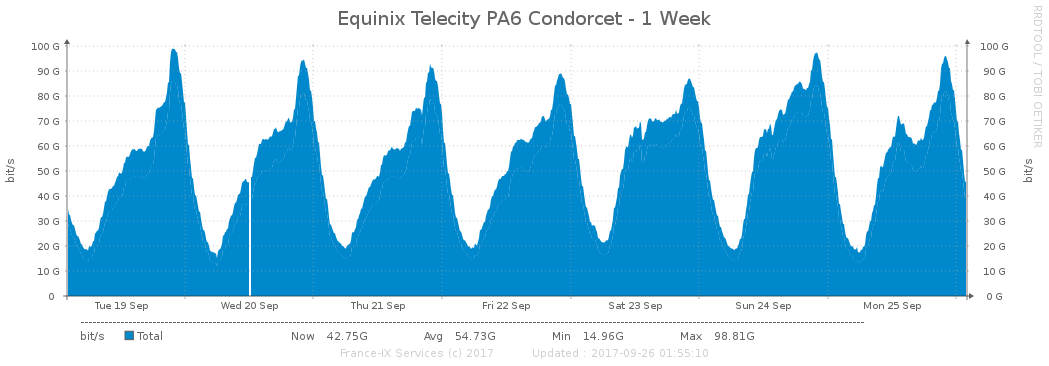 Equinix Telecity PA6 Condorcet - 1 Week
RRDTOOL / TOBI OETIKER
bit/s
100 G
90 G
80 G
70 G
60 G
50 G
40 G
30 G
20 G
10 G
0
100 G
90 G
80 G
70 G
60 G
50 G
40 G
30 G
20 G
10 G
0 G
bit/s
Tue 19 Sep Wed 20 Sep Thu 21 Sep Fri 22 Sep Sat 23 Sep Sun 24 Sep Mon 25 Sep
bit/s Total Now 42.75G Avg 54.73G Min 14.96G Max 98.81G
France-IX Services (c) 2017 Updated : 2017-09-26 01:55:10